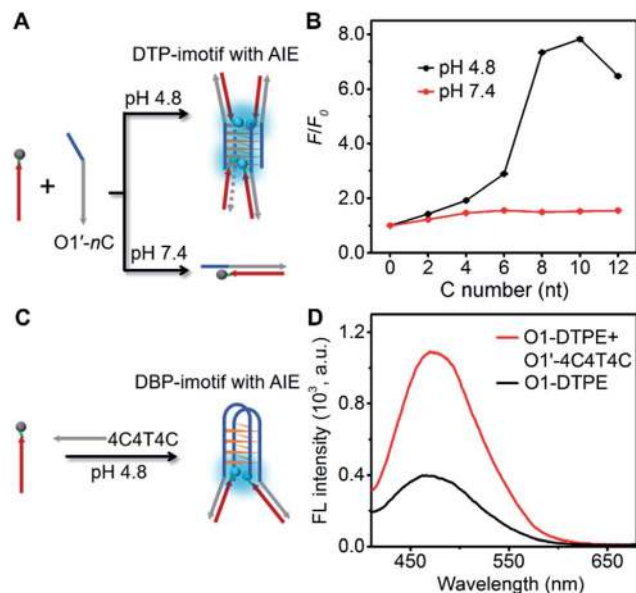 A
DTP-imotif with AIE
pH 4.8
+
O1'-nC
pH 7.4
B
F/F0
8.0
6.0
4.0
2.0
0.0
pH 4.8
pH 7.4
0 2 4 6 8 10 12
C number (nt)
C
DBP-imotif with AIE
4C4T4C
pH 4.8
D
FL intensity (10³, a.u.)
1.2
0.8
0.4
0.0
O1-DTPE+
O1'-4C4T4C
O1-DTPE
450 550 650
Wavelength (nm)